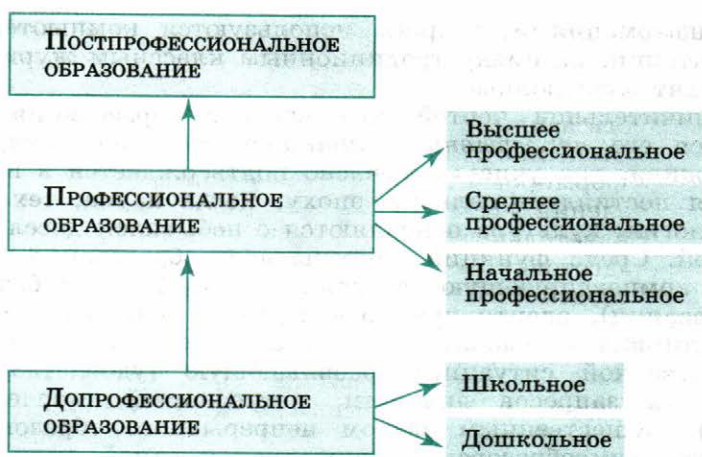 Постпрофессиональное
образование
Профессиональное
образование
Высшее
профессиональное
Среднее
профессиональное
Начальное
профессиональное
Допрофессиональное
образование
Школьное
Дошкольное